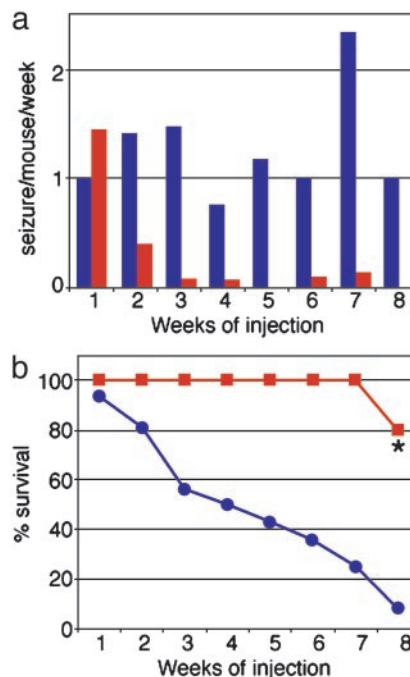 a
seizure/mouse/week
2
1
0
1 2 3 4 5 6 7 8
Weeks of injection
b
% survival
100
80
60
40
20
0
*
1 2 3 4 5 6 7 8
Weeks of injection